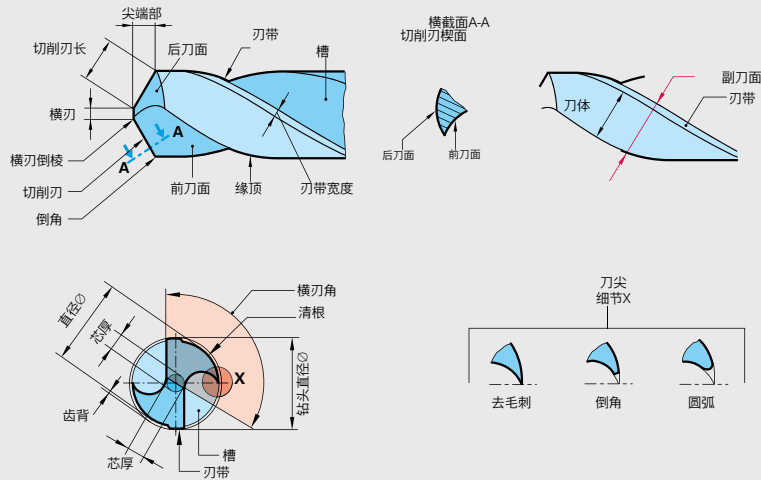 尖端部
切削刃长
后刀面
刃带
槽
横刃
横刃倒棱
切削刃
倒角
A
A
前刀面
缘顶
刃带宽度
横截面A-A
切削刃楔面
后刀面
前刀面
副刀面
刃带
刀体
直径∅
芯厚
横刃角
清根
X
钻头直径∅
齿背
芯厚
槽
刃带
刀尖
细节X
去毛刺
倒角
圆弧